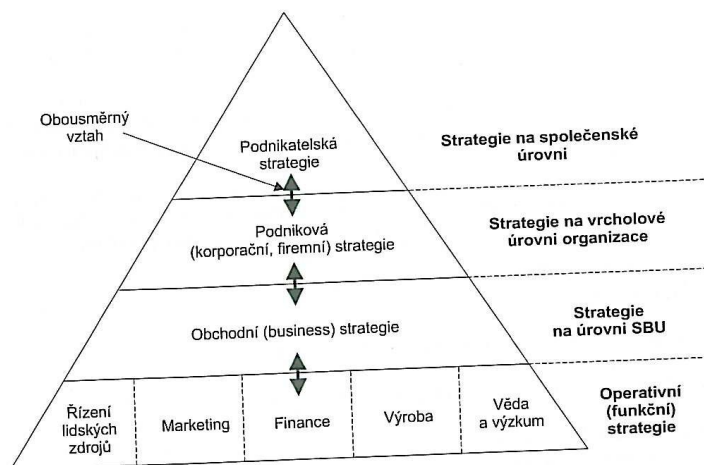 Obousměrný
vztah
Podnikatelská
strategie
Strategie na společenské
úrovni
Podniková
(korporační, firemní) strategie
Strategie na vrcholové
úrovni organizace
Obchodní (business) strategie
Strategie
na úrovni SBU
Řízení
lidských
zdrojů
Marketing
Finance
Výroba
Věda
a výzkum
Operativní
(funkční)
strategie